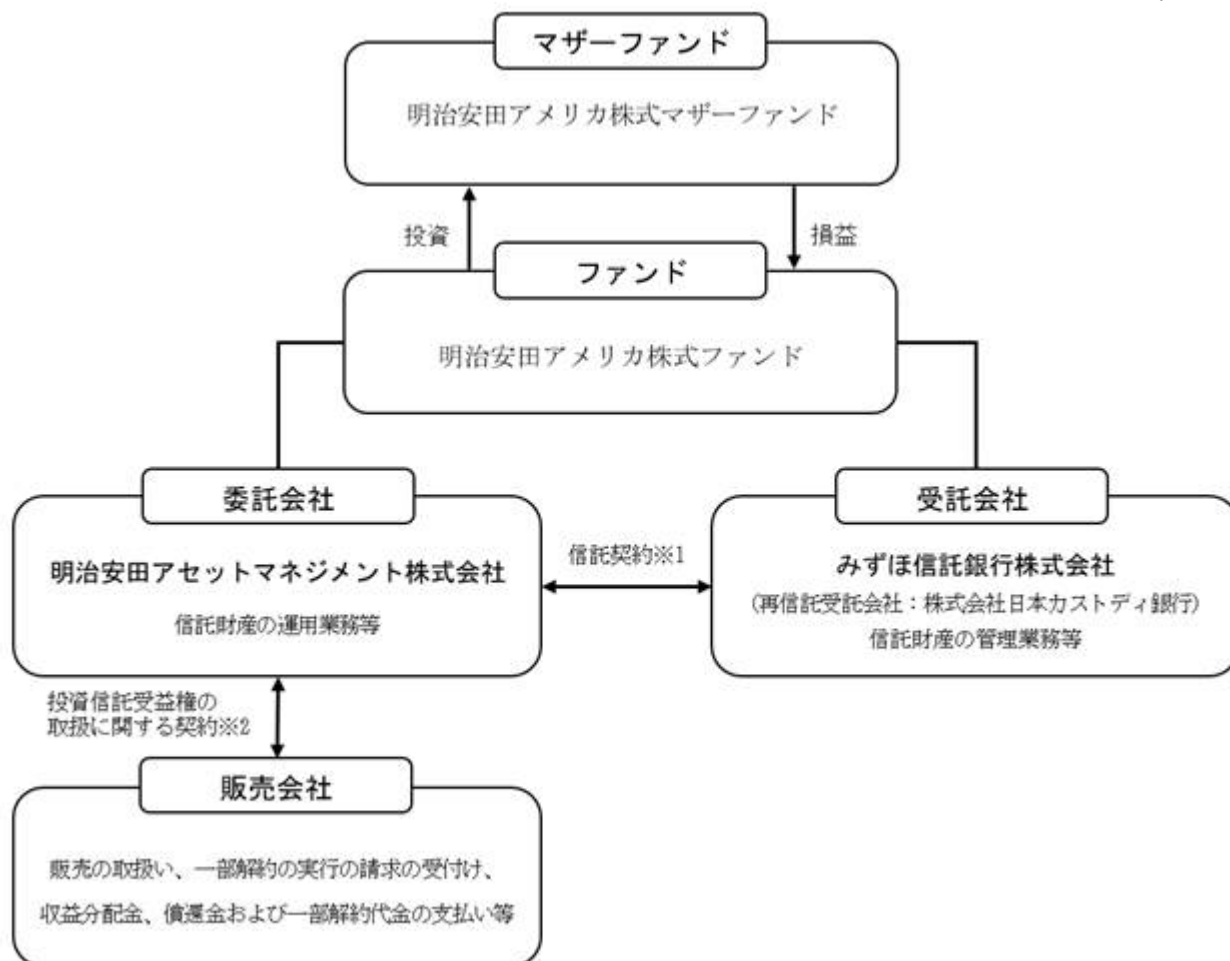 マザーファンド
明治安田アメリカ株式マザーファンド
投資
損益
ファンド
明治安田アメリカ株式ファンド
委託会社
明治安田アセットマネジメント株式会社
信託財産の運用業務等
信託契約※1
受託会社
みずほ信託銀行株式会社
(再信託受託会社：株式会社日本カストディ銀行)
信託財産の管理業務等
投資信託受益権の
取扱に関する契約※2
販売会社
販売の取扱い、一部解約の実行の請求の受付け、
収益分配金、償還金および一部解約代金の支払い等